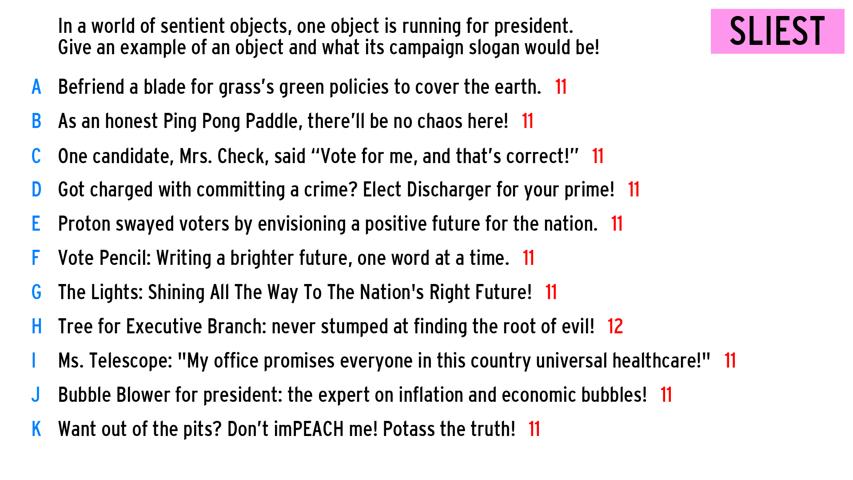 In a world of sentient objects, one object is running for president.
Give an example of an object and what its campaign slogan would be!
SLIEST
A Befriend a blade for grass's green policies to cover the earth. 11
B As an honest Ping Pong Paddle, there'll be no chaos here! 11
C One candidate, Mrs. Check, said “Vote for me, and that's correct!” 11
D Got charged with committing a crime? Elect Discharger for your prime! 11
E Proton swayed voters by envisioning a positive future for the nation. 11
F Vote Pencil: Writing a brighter future, one word at a time. 11
G The Lights: Shining All The Way To The Nation's Right Future! 11
H Tree for Executive Branch: never stumped at finding the root of evil! 12
I Ms. Telescope: "My office promises everyone in this country universal healthcare!" 11
J Bubble Blower for president: the expert on inflation and economic bubbles! 11
K Want out of the pits? Don't imPEACH me! Potass the truth! 11